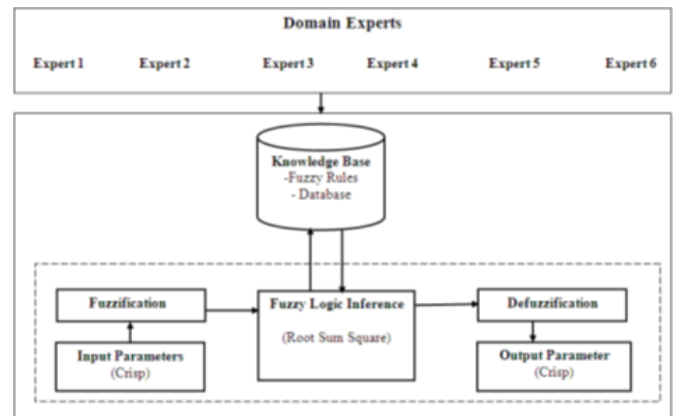 Domain Experts
Expert 1 Expert 2 Expert 3 Expert 4 Expert 5 Expert 6
Knowledge Base
-Fuzzy Rules
- Database
Fuzzification
Fuzzy Logic Inference
(Root Sum Square)
Defuzzification
Input Parameters
(Crisp)
Output Parameter
(Crisp)